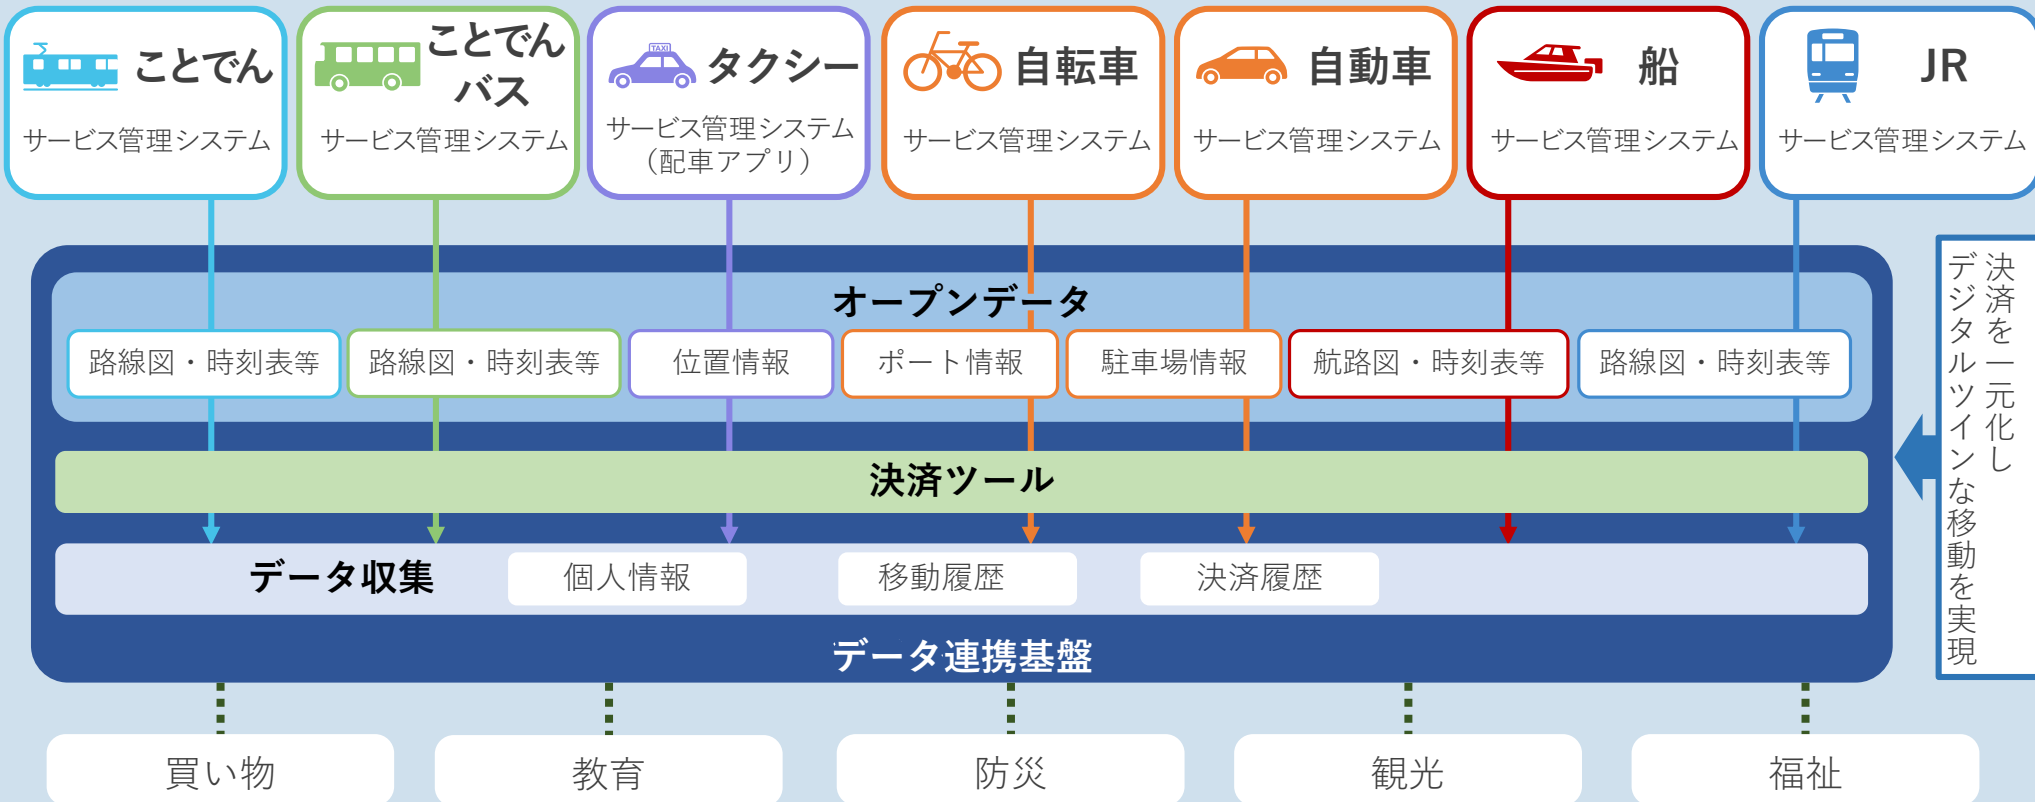 ことでん
サービス管理システム
ことでん
バス
サービス管理システム
TAXI
タクシー
サービス管理システム
（配車アプリ）
自転車
サービス管理システム
自動車
サービス管理システム
船
サービス管理システム
JR
サービス管理システム
オープンデータ
路線図・時刻表等
路線図・時刻表等
位置情報
ポート情報
駐車場情報
航路図・時刻表等
路線図・時刻表等
決済ツール
データ収集
個人情報
移動履歴
決済履歴
データ連携基盤
決済を一元化し
デジタルツインな移動を実現
買い物
教育
防災
観光
福祉